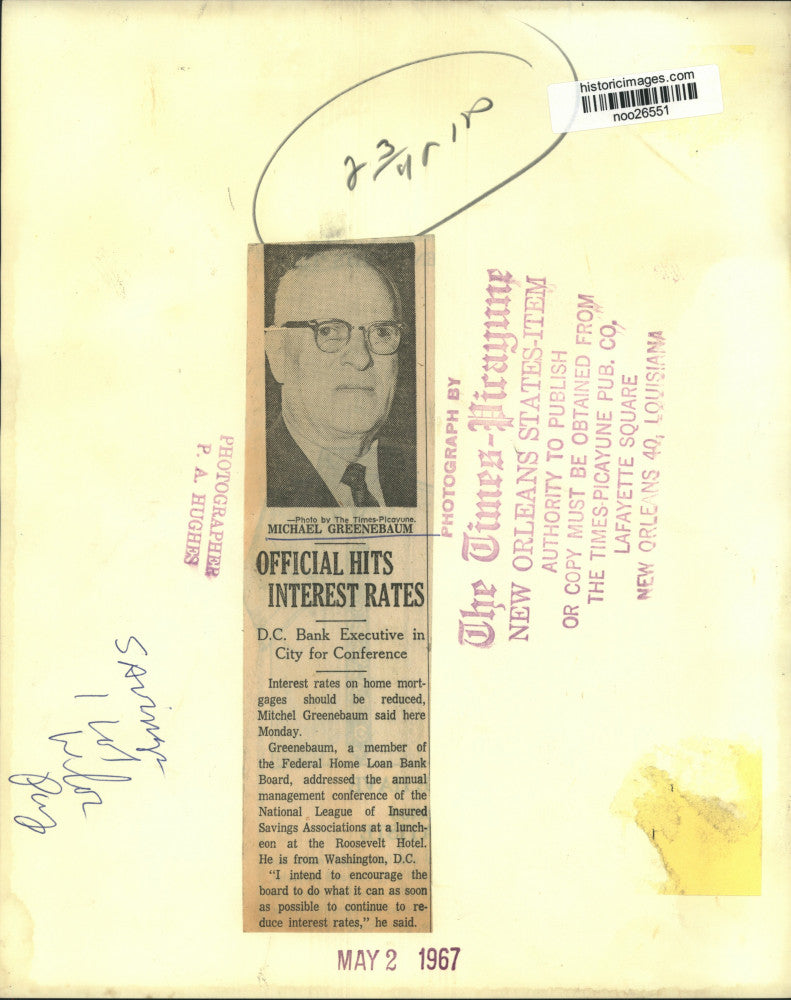 historicimages.com
noo26551
—Photo by The Times-Picayune.
MICHAEL GREENEBAUM
OFFICIAL HITS
INTEREST RATES
D.C. Bank Executive in
City for Conference
Interest rates on home mort-
gages should be reduced,
Mitchel Greenebaum said here
Monday.
Greenebaum, a member of
the Federal Home Loan Bank
Board, addressed the annual
management conference of the
National League of Insured
Savings Associations at a lunch-
eon at the Roosevelt Hotel.
He is from Washington, D.C.
“I intend to encourage the
board to do what it can as soon
as possible to continue to re-
duce interest rates,” he said.
PHOTOGRAPH BY
The Times-Picayune
NEW ORLEANS STATES-ITEM
AUTHORITY TO PUBLISH
OR COPY MUST BE OBTAINED FROM
THE TIMES-PICAYUNE PUB. CO.
LAFAYETTE SQUARE
NEW ORLEANS 40, LOUISIANA
PHOTOGRAPHER
P. A. HUGHES
MAY 2 1967